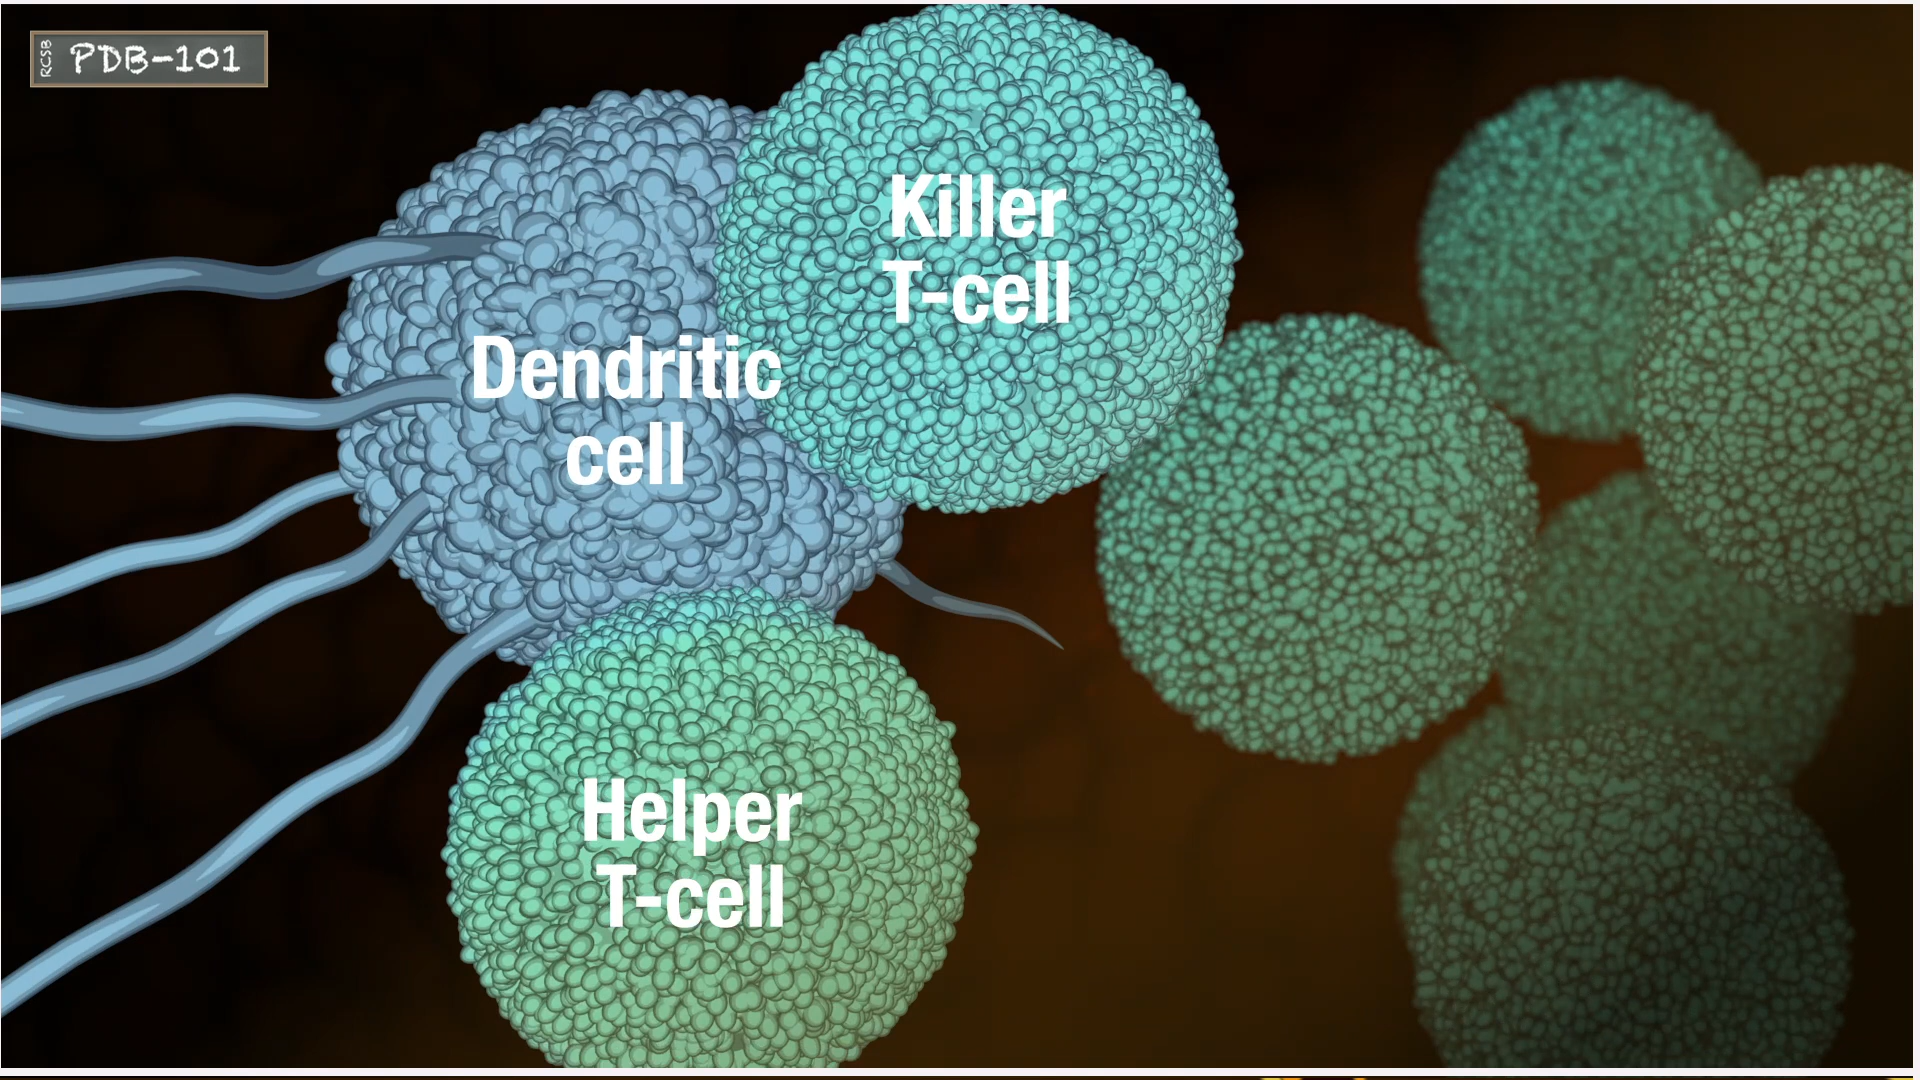 RCSB PDB-101
Killer
T-cell
Dendritic
cell
Helper
T-cell